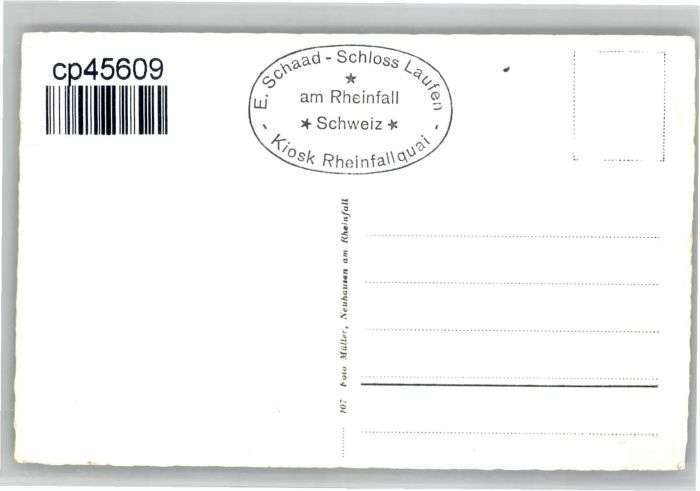 cp45609
E. Schaad - Schloss Laufen
am Rheinfall
* Schweiz *
- Kiosk Rheinfallquai -
107 Foto Müller, Neuhausen am Rheinfall